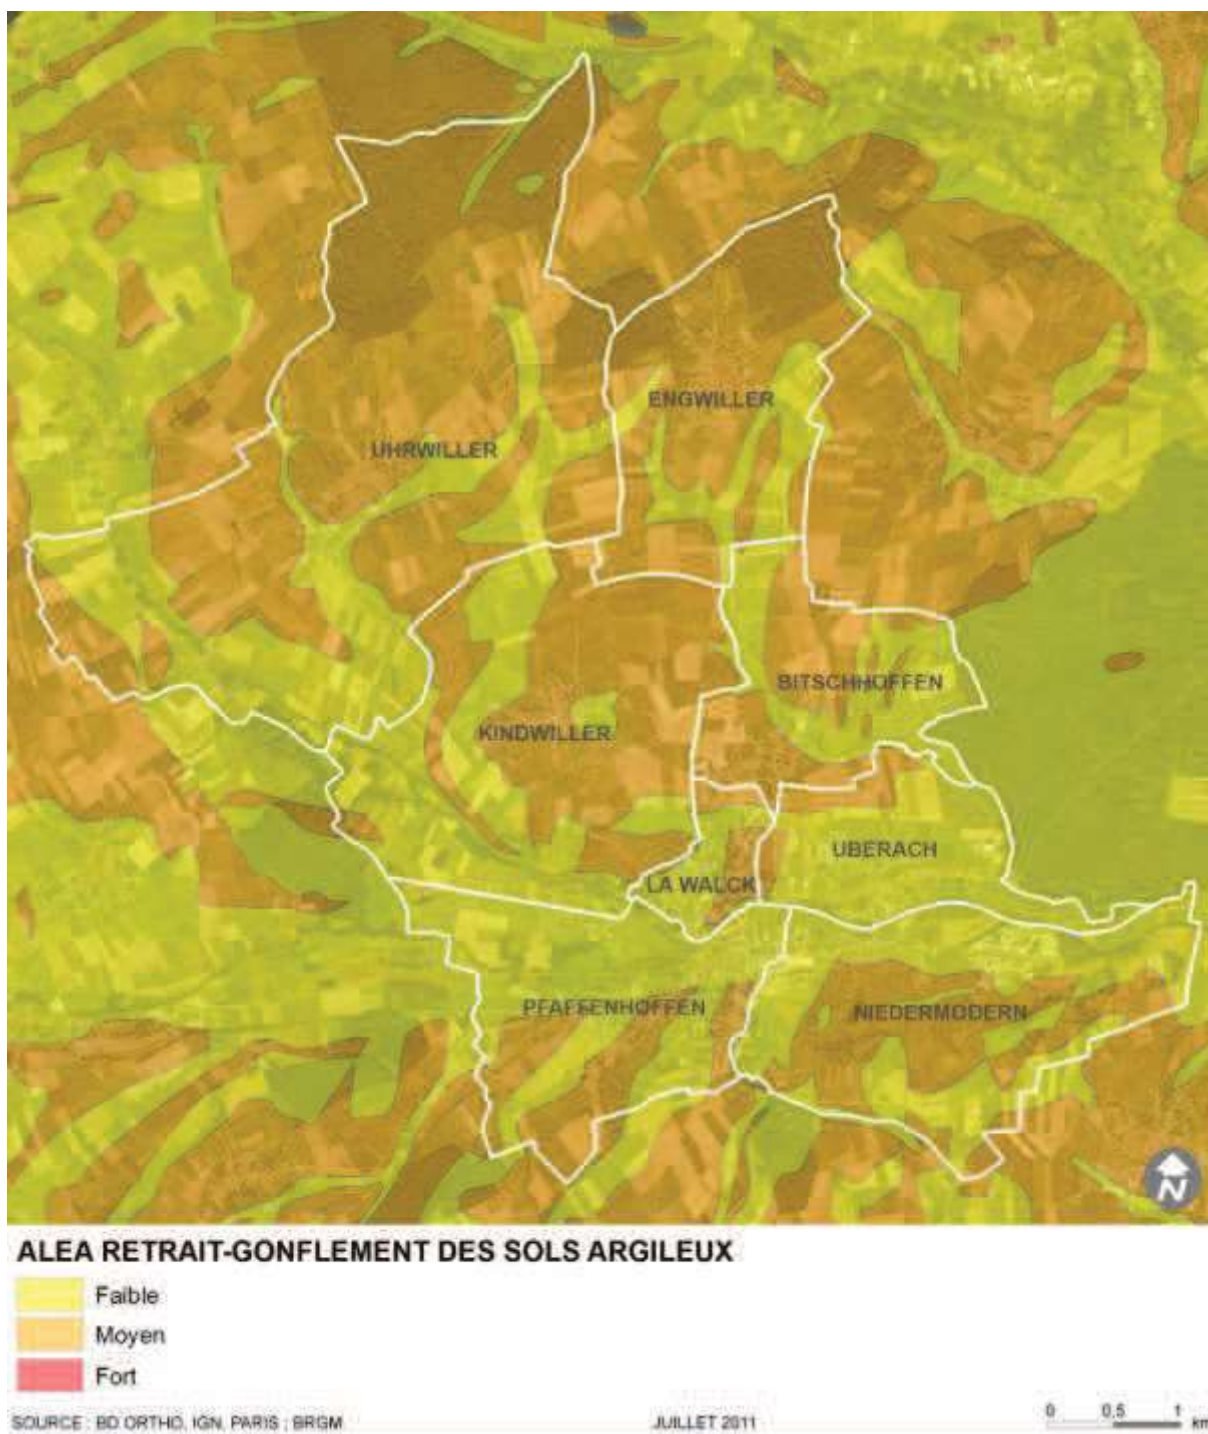 ENGWILLER
UHRWILLER
BITSCHHOFFEN
KINDWILLER
UBERACH
LA WALCK
PFAFFENHOFFEN
NIEDERMODERN
N
ALEA RETRAIT-GONFLEMENT DES SOLS ARGILEUX
Faible
Moyen
Fort
SOURCE : BD ORTHO, IGN, PARIS ; BRGM
JUILLET 2011
0 0,5 1 km